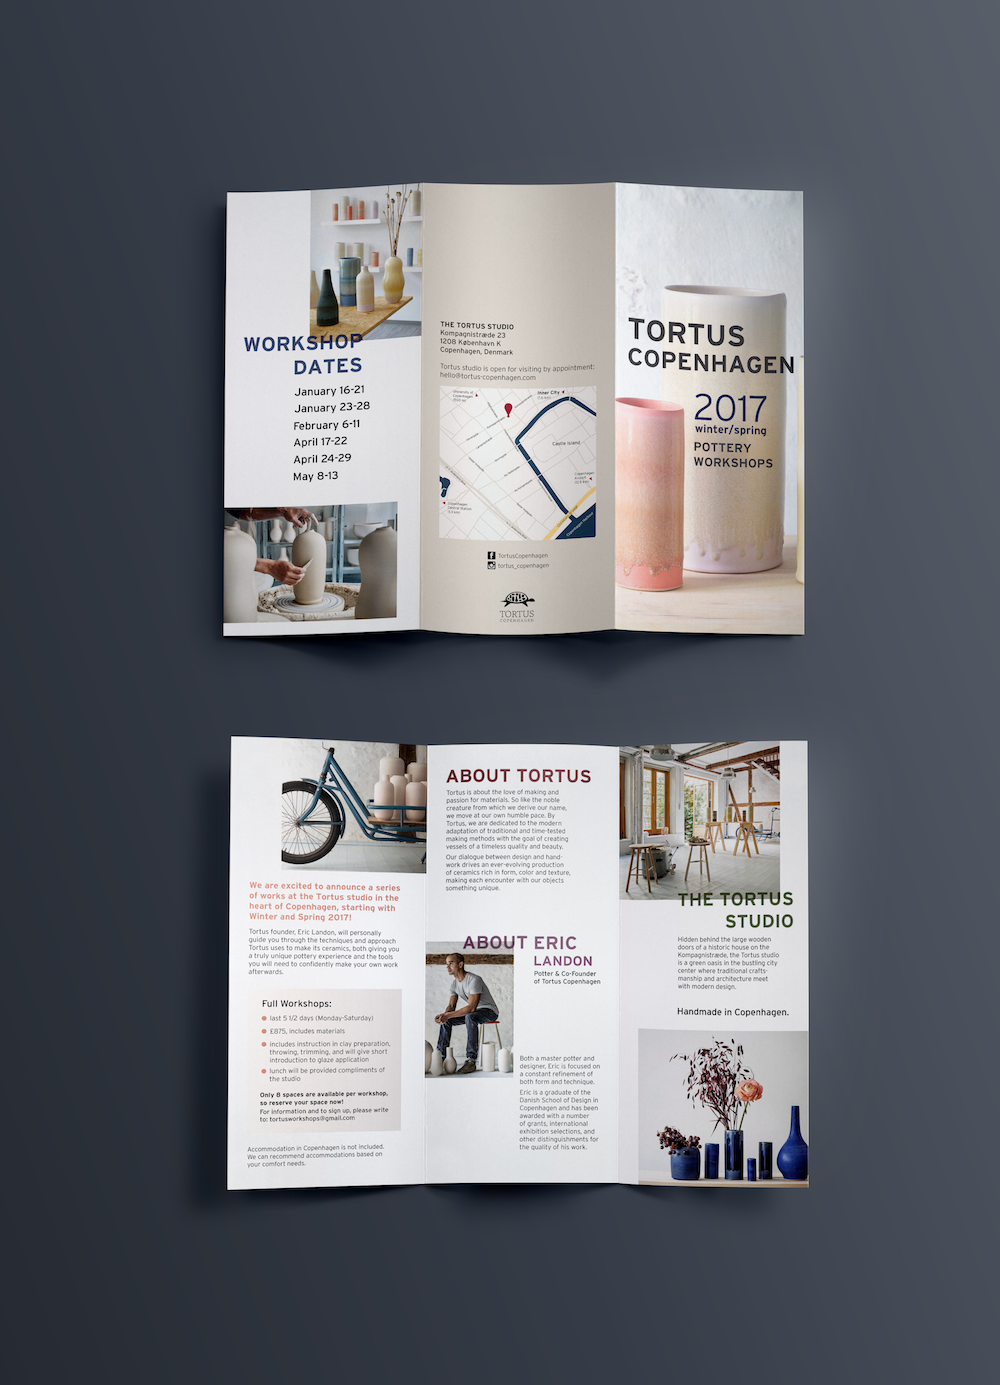 WORKSHOP
DATES
January 16-21
January 23-28
February 6-11
April 17-22
April 24-29
May 8-13
THE TORTUS STUDIO
Kompagnistræde 23
1208 København K
Copenhagen, Denmark
Tortus studio is open for visiting by appointment:
hello@tortus-copenhagen.com
University of
Copenhagen
Inner City
Castle Island
Copenhagen
Central Station
Copenhagen
Copenhagen Harbour
TortusCopenhagen
tortus_copenhagen
TORTUS
COPENHAGEN
TORTUS
COPENHAGEN
2017
winter/spring
POTTERY
WORKSHOPS
We are excited to announce a series
of works at the Tortus studio in the
heart of Copenhagen, starting with
Winter and Spring 2017!
Tortus founder, Eric Landon, will personally
guide you through the techniques and approach
Tortus uses to make its ceramics, both giving you
a truly unique pottery experience and the tools
you will need to confidently make your own work
afterwards.
Full Workshops:
last 5 1/2 days (Monday-Saturday)
£875, includes materials
includes instruction in clay preparation,
throwing, trimming, and will give short
introduction to glaze application
lunch will be provided compliments of
the studio
Only 8 spaces are available per workshop,
so reserve your space now!
For information and to sign up, please write
to: tortusworkshops@gmail.com
Accommodation in Copenhagen is not included.
We can recommend accommodations based on
your comfort needs.
ABOUT TORTUS
Tortus is about the love of making and
passion for materials. So like the noble
creature from which we derive our name,
we move at our own humble pace. By
Tortus, we are dedicated to the modern
adaptation of traditional and time-tested
making methods with the goal of creating
vessels of a timeless quality and beauty.
Our dialogue between design and hand-
work drives an ever-evolving production
of ceramics rich in form, color and texture,
making each encounter with our objects
something unique.
ABOUT ERIC
LANDON
Potter & Co-Founder
of Tortus Copenhagen
Both a master potter and
designer, Eric is focused on
a constant refinement of
both form and technique.
Eric is a graduate of the
Danish School of Design in
Copenhagen and has been
awarded with a number
of grants, international
exhibition selections, and
other distinguishments for
the quality of his work.
THE TORTUS
STUDIO
Hidden behind the large wooden
doors of a historic house on the
Kompagnistræde, the Tortus studio
is a green oasis in the bustling city
center where traditional crafts-
manship and architecture meet
with modern design.
Handmade in Copenhagen.